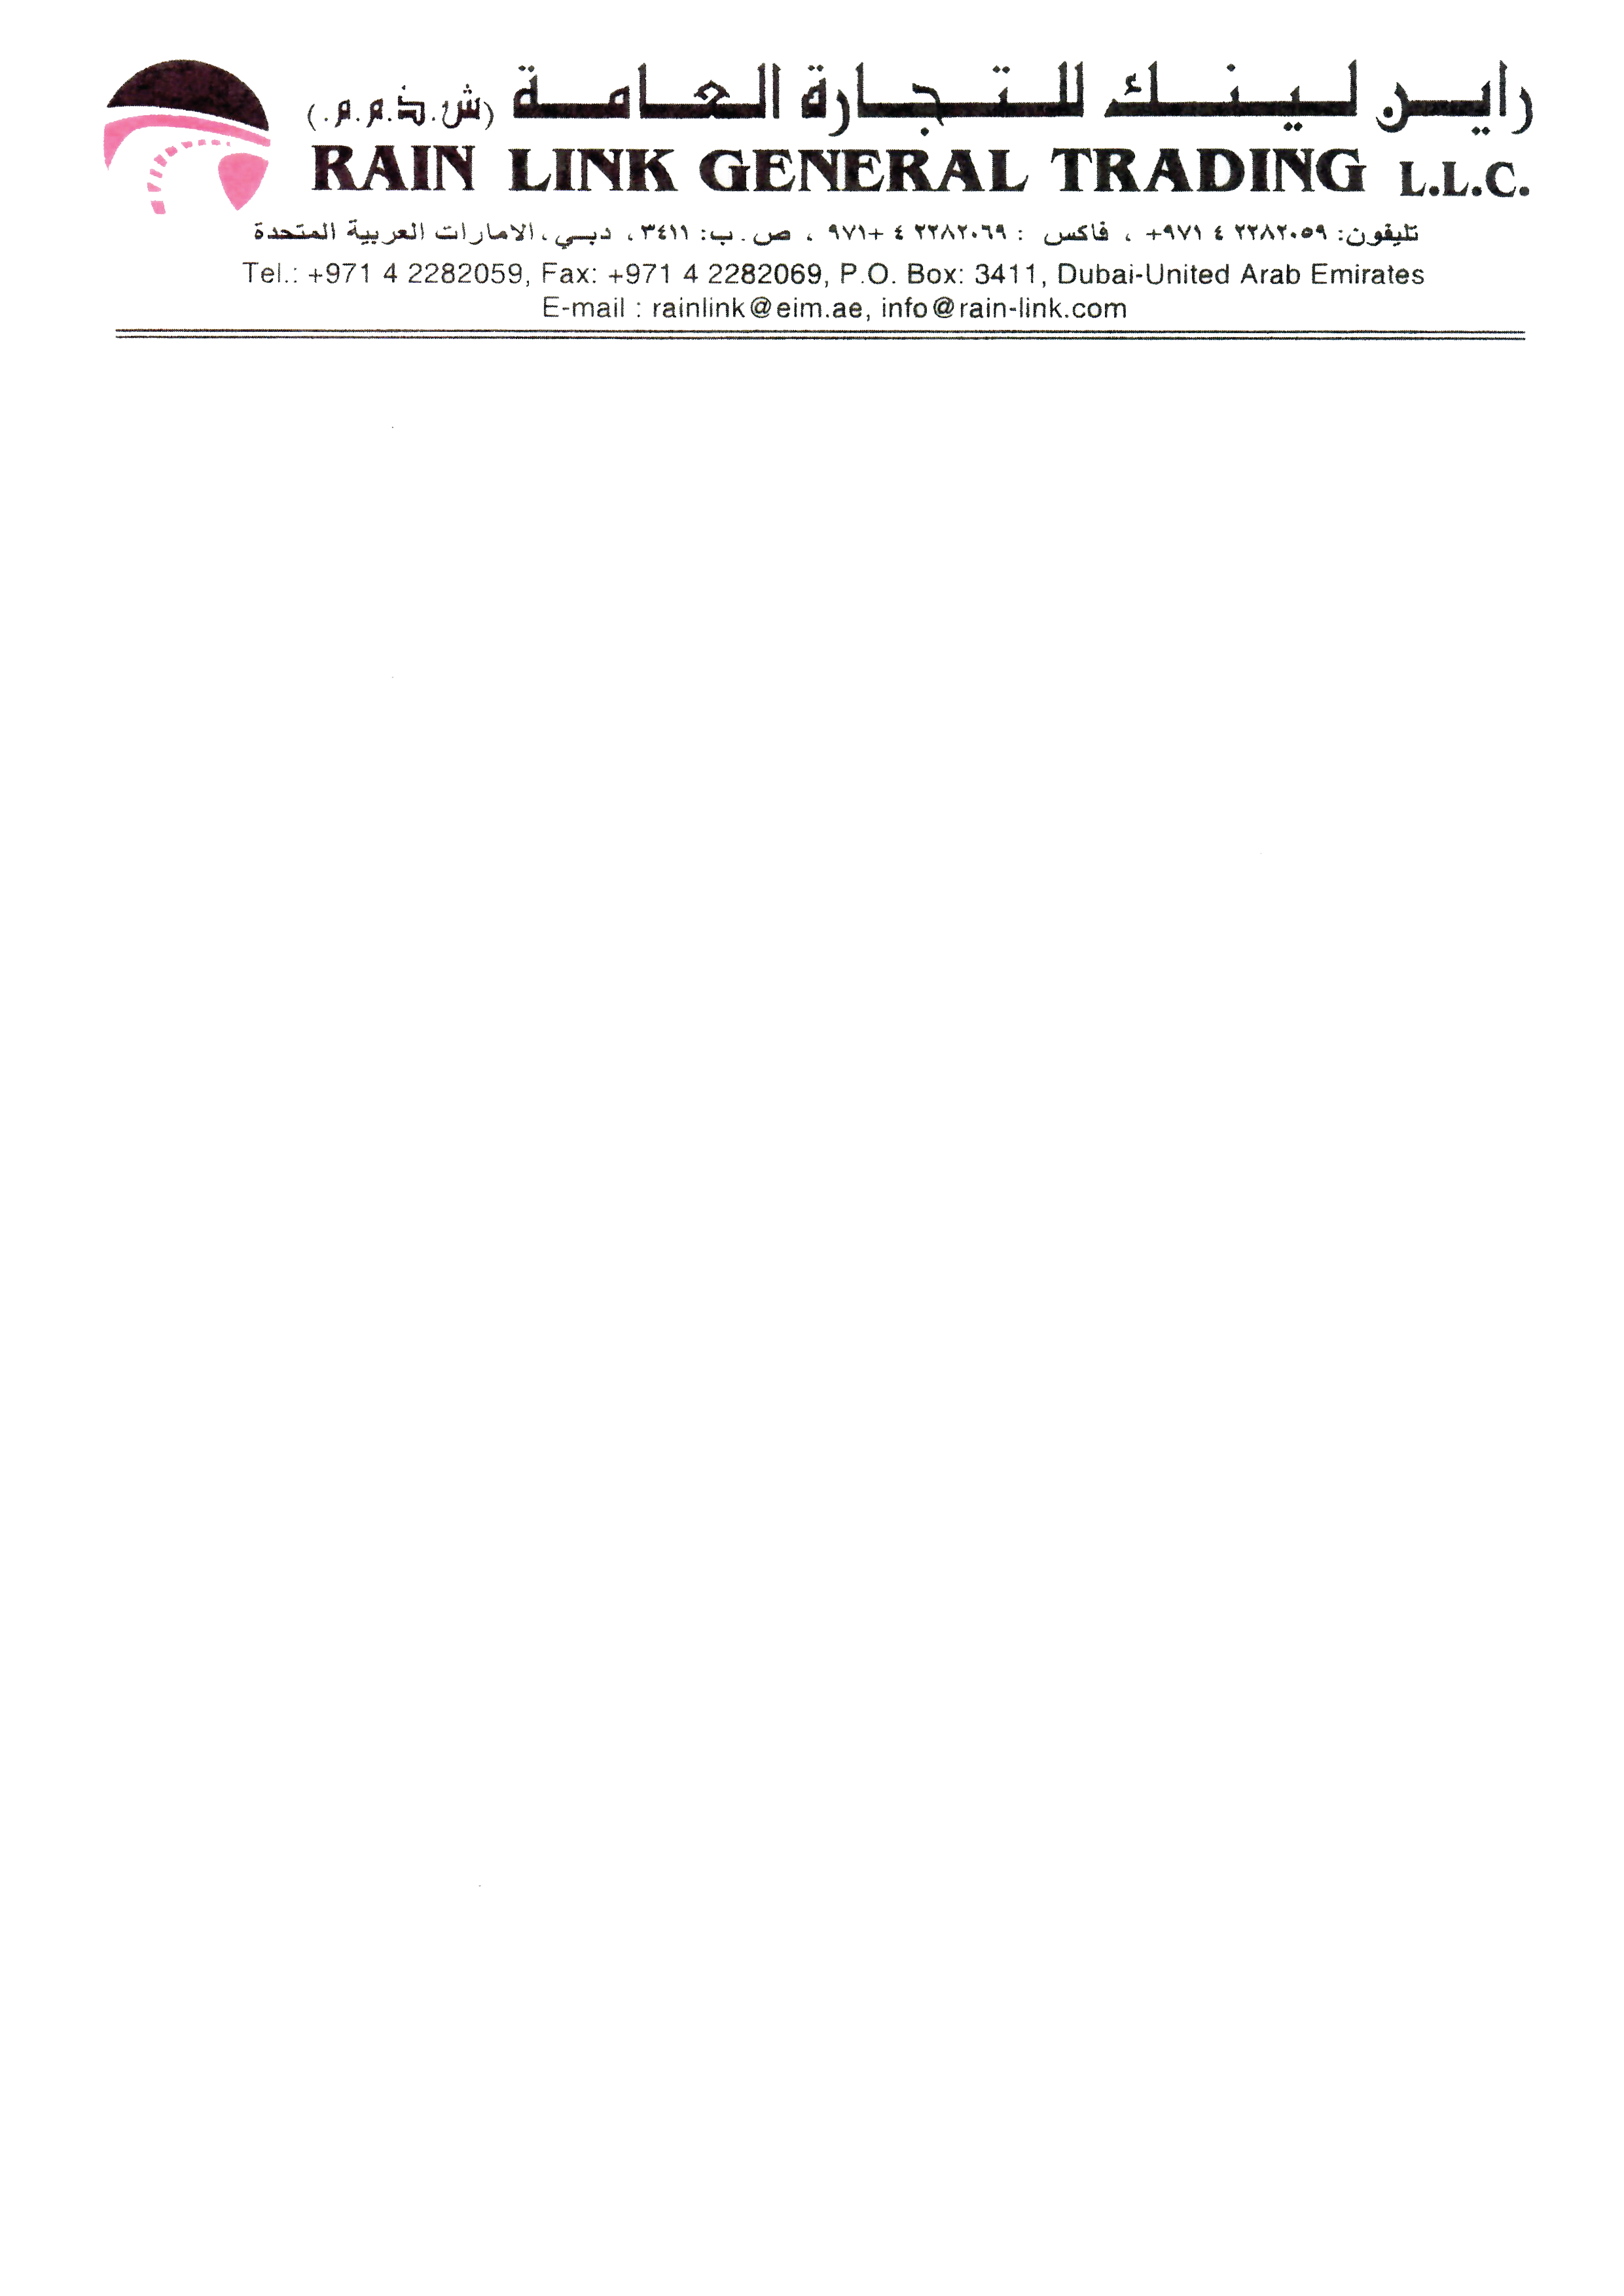 راين لينك للتجارة العامة (ش.ذ.م.م.)
RAIN LINK GENERAL TRADING L.L.C.
تليفون: ٢٢٨٢٠٥٩ ٤ ٩٧١+ ، فاكس : ٢٢٨٢٠٦٩ ٤ +٩٧١ ، ص.ب: ٣٤١١ ، دبي ، الامارات العربية المتحدة
Tel.: +971 4 2282059, Fax: +971 4 2282069, P.O. Box: 3411, Dubai-United Arab Emirates
E-mail : rainlink@eim.ae, info@rain-link.com